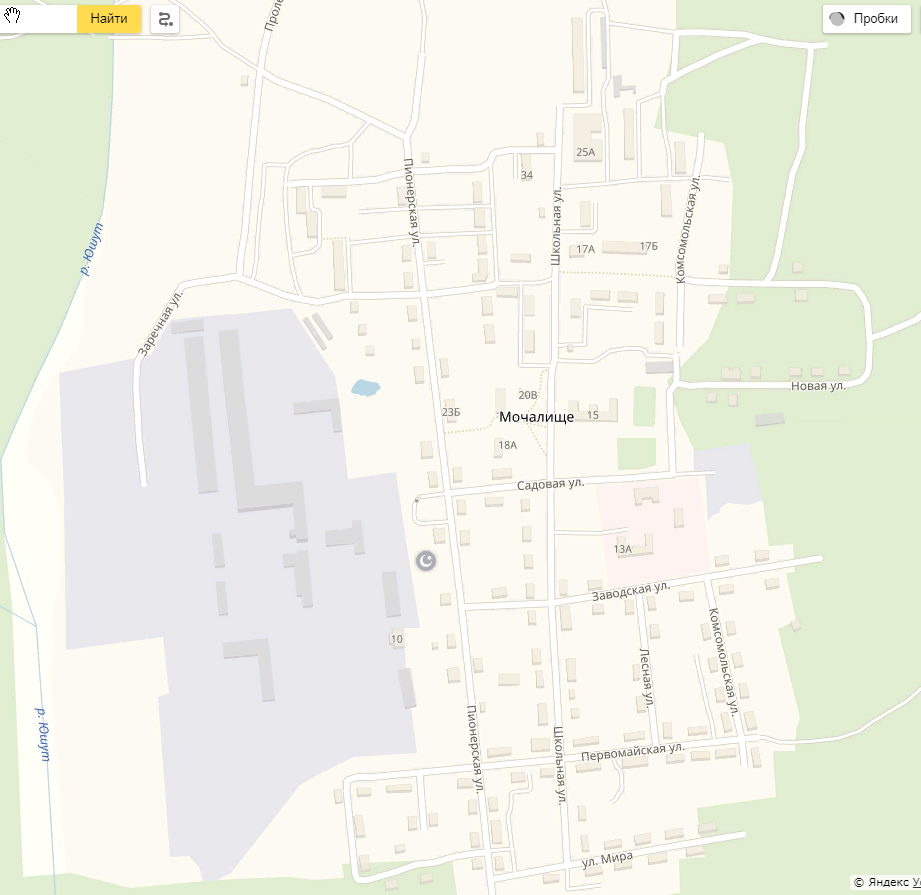 Найти
Пробки
Проле
25А
34
Пионерская ул.
Школьная ул.
Комсомольская ул.
17А
17Б
р. Юшут
Заречная ул.
Новая ул.
20В
23Б
Мочалище
15
18А
Садовая ул.
13А
Заводская ул.
10
Лесная ул.
Комсомольская ул.
р. Юшут
Пионерская ул.
Школьная ул.
Первомайская ул.
ул. Мира
© Яндекс Ус